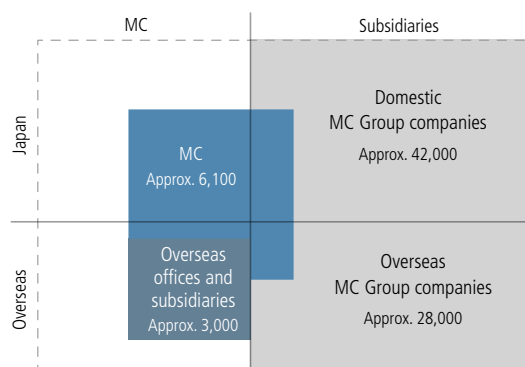 MC
Subsidiaries
Japan
MC
Approx. 6,100
Domestic
MC Group companies
Approx. 42,000
Overseas
Overseas
offices and
subsidiaries
Approx. 3,000
Overseas
MC Group companies
Approx. 28,000